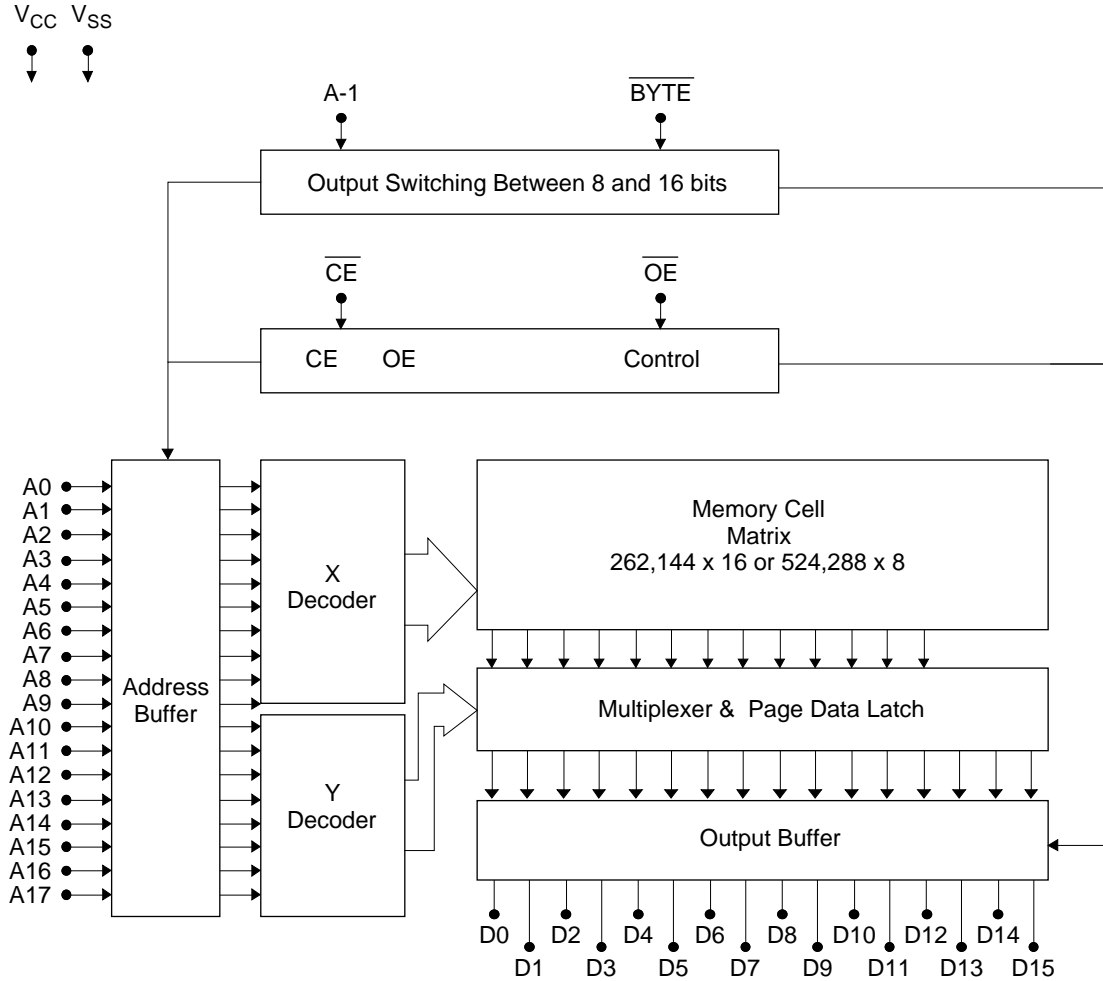 VCC VSS
A-1 BYTE
Output Switching Between 8 and 16 bits
CE OE
CE OE Control
A0
A1
A2
A3
A4
A5
A6
A7
A8
A9
A10
A11
A12
A13
A14
A15
A16
A17
Address
Buffer
X
Decoder
Y
Decoder
Memory Cell
Matrix
262,144 x 16 or 524,288 x 8
Multiplexer & Page Data Latch
Output Buffer
D0 D2 D4 D6 D8 D10 D12 D14
D1 D3 D5 D7 D9 D11 D13 D15